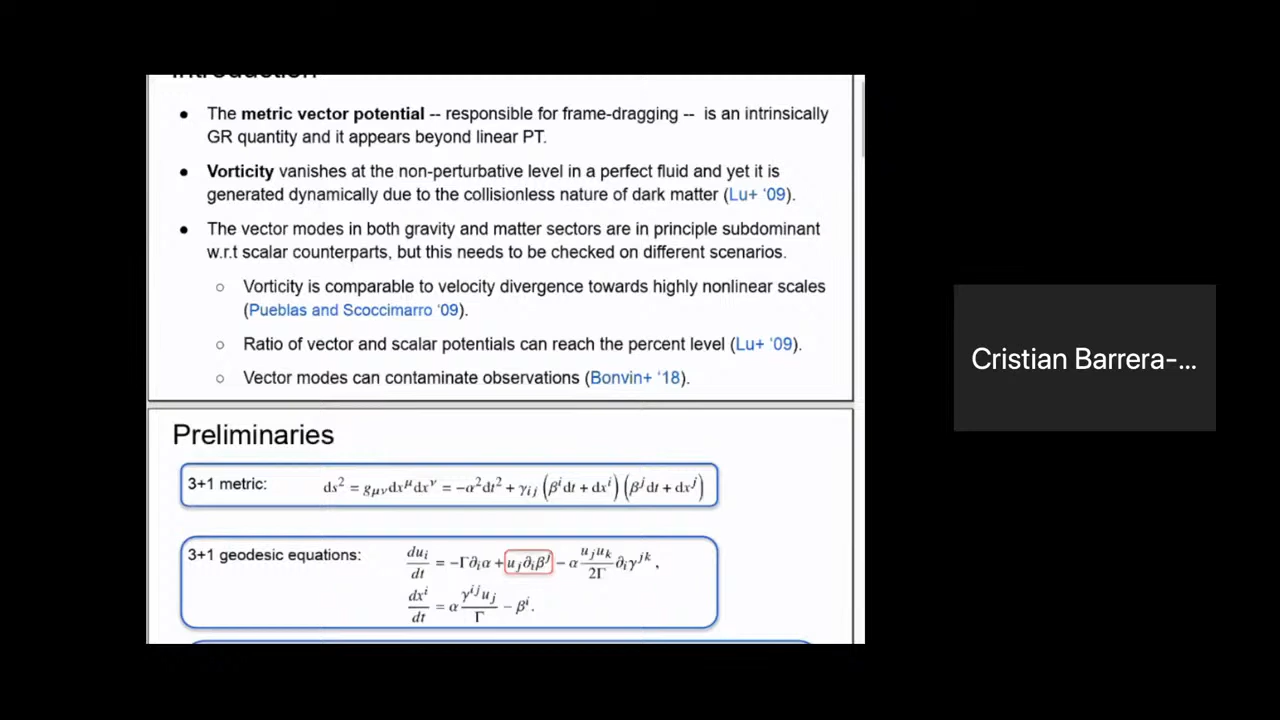 Introduction
● The metric vector potential -- responsible for frame-dragging -- is an intrinsically
GR quantity and it appears beyond linear PT.
● Vorticity vanishes at the non-perturbative level in a perfect fluid and yet it is
generated dynamically due to the collisionless nature of dark matter (Lu+ ‘09).
● The vector modes in both gravity and matter sectors are in principle subdominant
w.r.t scalar counterparts, but this needs to be checked on different scenarios.
○ Vorticity is comparable to velocity divergence towards highly nonlinear scales
(Pueblas and Scoccimarro ‘09).
○ Ratio of vector and scalar potentials can reach the percent level (Lu+ ‘09).
○ Vector modes can contaminate observations (Bonvin+ ‘18).
Cristian Barrera-...
Preliminaries
3+1 metric: ds² = g_μν dx^μ dx^ν = −α²dt² + γ_ij (β^i dt + dx^i) (β^j dt + dx^j)
3+1 geodesic equations: du_i/dt = −Γ∂_iα + u_j∂_iβ^j − α u_ju_k/2Γ ∂_iγ^jk ,
dx^i/dt = α γ^ij u_j/Γ − β^i.